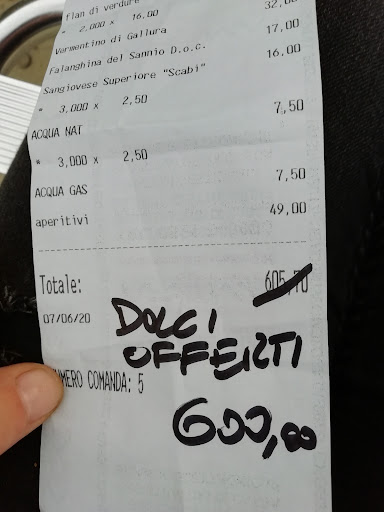 flan di verdure
* 2,000 x 16,00 32,00
Vermentino di Gallura 17,00
Falanghina del Sannio D.o.c. 16,00
Sangiovese Superiore "Scabi"
* 3,000 x 2,50 7,50
ACQUA NAT
* 3,000 x 2,50 7,50
ACQUA GAS
aperitivi 49,00
Totale: 605,70
07/06/20
DOLCI
OFFERTI
NUMERO COMANDA: 5
600,00